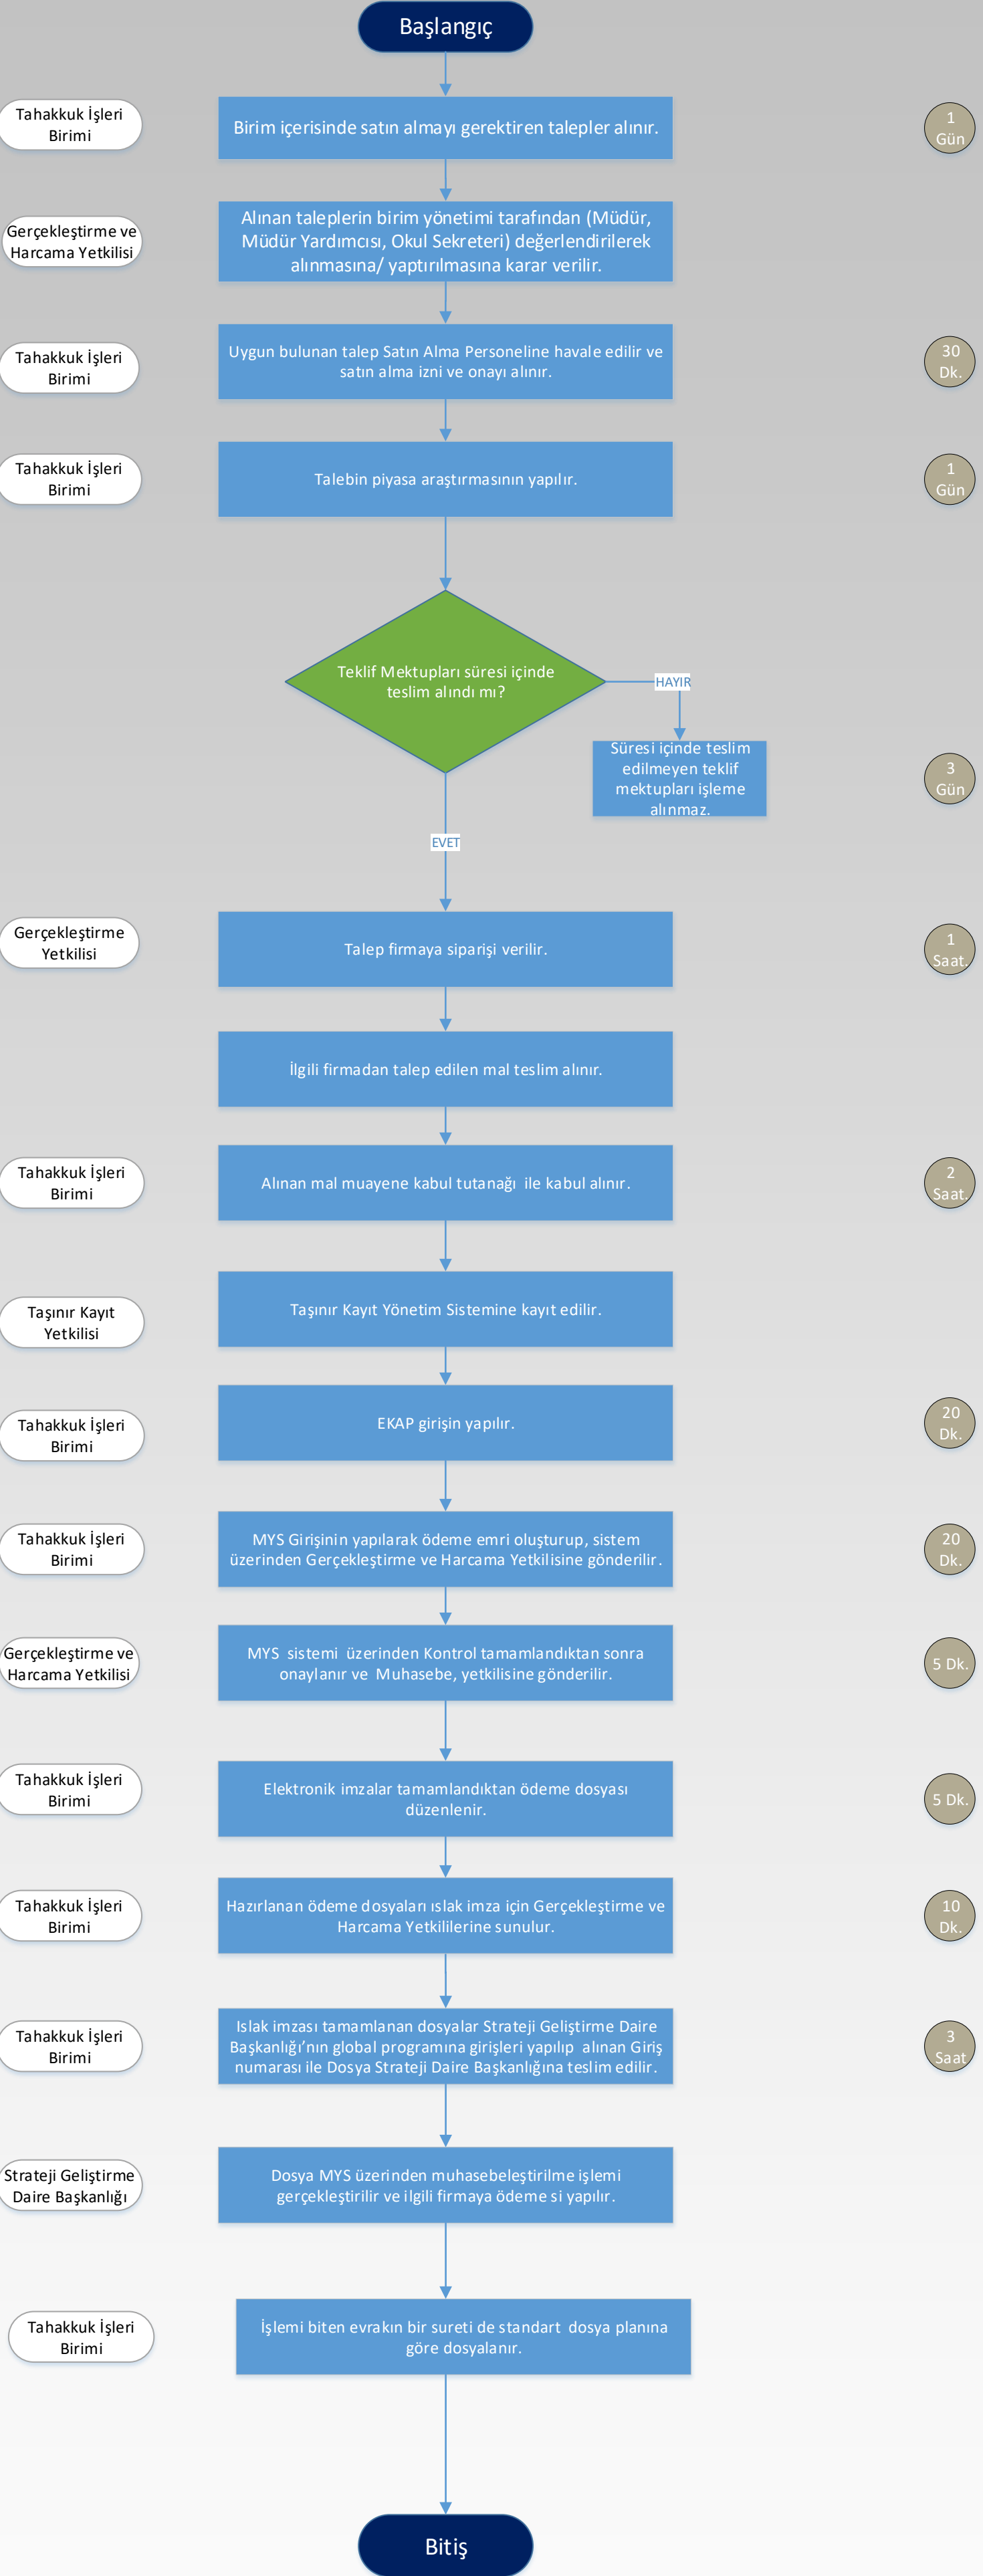 Başlangıç
Tahakkuk İşleri
Birimi
Birim içerisinde satın almayı gerektiren talepler alınır.
1
Gün
Gerçekleştirme ve
Harcama Yetkilisi
Alınan taleplerin birim yönetimi tarafından (Müdür,
Müdür Yardımcısı, Okul Sekreteri) değerlendirilerek
alınmasına/ yaptırılmasına karar verilir.
Tahakkuk İşleri
Birimi
Uygun bulunan talep Satın Alma Personeline havale edilir ve
satın alma izni ve onayı alınır.
30
Dk.
Tahakkuk İşleri
Birimi
Talebin piyasa araştırmasının yapılır.
1
Gün
Teklif Mektupları süresi içinde
teslim alındı mı?
HAYIR
Süresi içinde teslim
edilmeyen teklif
mektupları işleme
alınmaz.
3
Gün
EVET
Gerçekleştirme
Yetkilisi
Talep firmaya siparişi verilir.
1
Saat.
İlgili firmadan talep edilen mal teslim alınır.
Tahakkuk İşleri
Birimi
Alınan mal muayene kabul tutanağı ile kabul alınır.
2
Saat.
Taşınır Kayıt
Yetkilisi
Taşınır Kayıt Yönetim Sistemine kayıt edilir.
Tahakkuk İşleri
Birimi
EKAP girişin yapılır.
20
Dk.
Tahakkuk İşleri
Birimi
MYS Girişinin yapılarak ödeme emri oluşturup, sistem
üzerinden Gerçekleştirme ve Harcama Yetkilisine gönderilir.
20
Dk.
Gerçekleştirme ve
Harcama Yetkilisi
MYS sistemi üzerinden Kontrol tamamlandıktan sonra
onaylanır ve Muhasebe, yetkilisine gönderilir.
5 Dk.
Tahakkuk İşleri
Birimi
Elektronik imzalar tamamlandıktan ödeme dosyası
düzenlenir.
5 Dk.
Tahakkuk İşleri
Birimi
Hazırlanan ödeme dosyaları ıslak imza için Gerçekleştirme ve
Harcama Yetkililerine sunulur.
10
Dk.
Tahakkuk İşleri
Birimi
Islak imzası tamamlanan dosyalar Strateji Geliştirme Daire
Başkanlığı’nın global programına girişleri yapılıp alınan Giriş
numarası ile Dosya Strateji Daire Başkanlığına teslim edilir.
3
Saat
Strateji Geliştirme
Daire Başkanlığı
Dosya MYS üzerinden muhasebeleştirilme işlemi
gerçekleştirilir ve ilgili firmaya ödeme si yapılır.
Tahakkuk İşleri
Birimi
İşlemi biten evrakın bir sureti de standart dosya planına
göre dosyalanır.
Bitiş